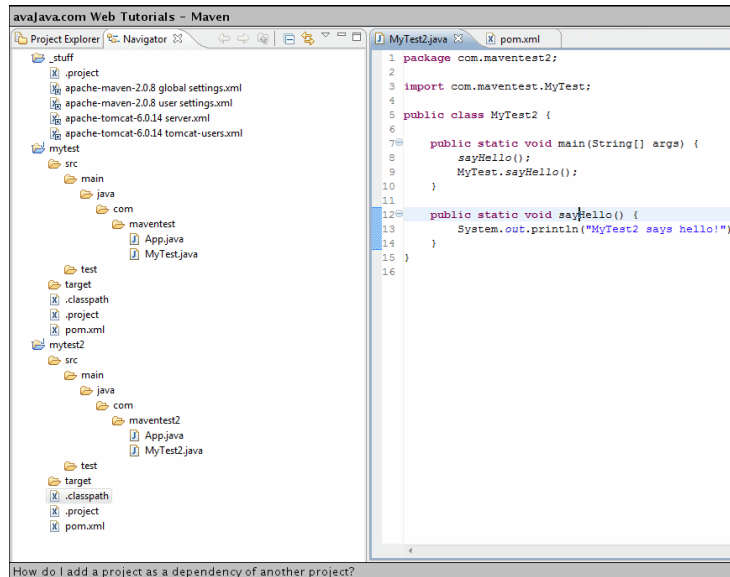 avaJava.com Web Tutorials – Maven
Project Explorer Navigator
_stuff
.project
apache-maven-2.0.8 global settings.xml
apache-maven-2.0.8 user settings.xml
apache-tomcat-6.0.14 server.xml
apache-tomcat-6.0.14 tomcat-users.xml
mytest
src
main
java
com
maventest
App.java
MyTest.java
test
target
.classpath
.project
pom.xml
mytest2
src
main
java
com
maventest2
App.java
MyTest2.java
test
target
.classpath
.project
pom.xml
MyTest2.java pom.xml
1 package com.maventest2;
2
3 import com.maventest.MyTest;
4
5 public class MyTest2 {
6
7 public static void main(String[] args) {
8 sayHello();
9 MyTest.sayHello();
10 }
11
12 public static void sayHello() {
13 System.out.println("MyTest2 says hello!")
14 }
15 }
16
How do I add a project as a dependency of another project?